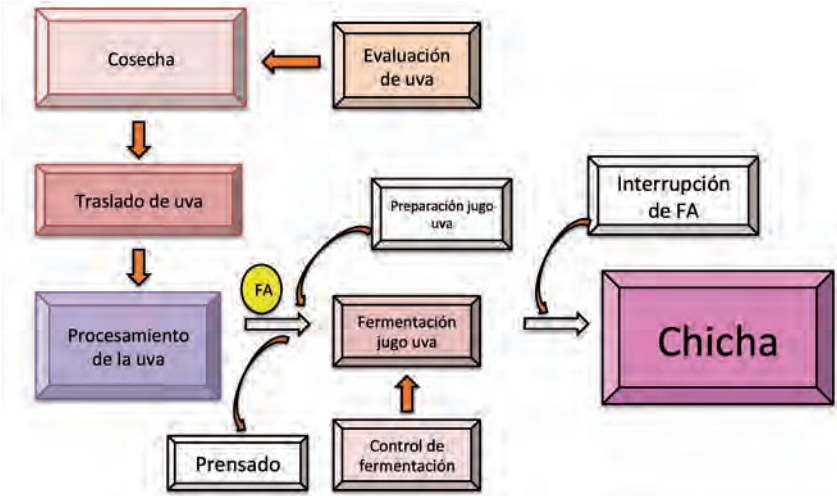 Cosecha
Evaluación
de uva
Traslado de uva
Preparación jugo
uva
Interrupción
de FA
FA
Procesamiento
de la uva
Fermentación
jugo uva
Chicha
Prensado
Control de
fermentación